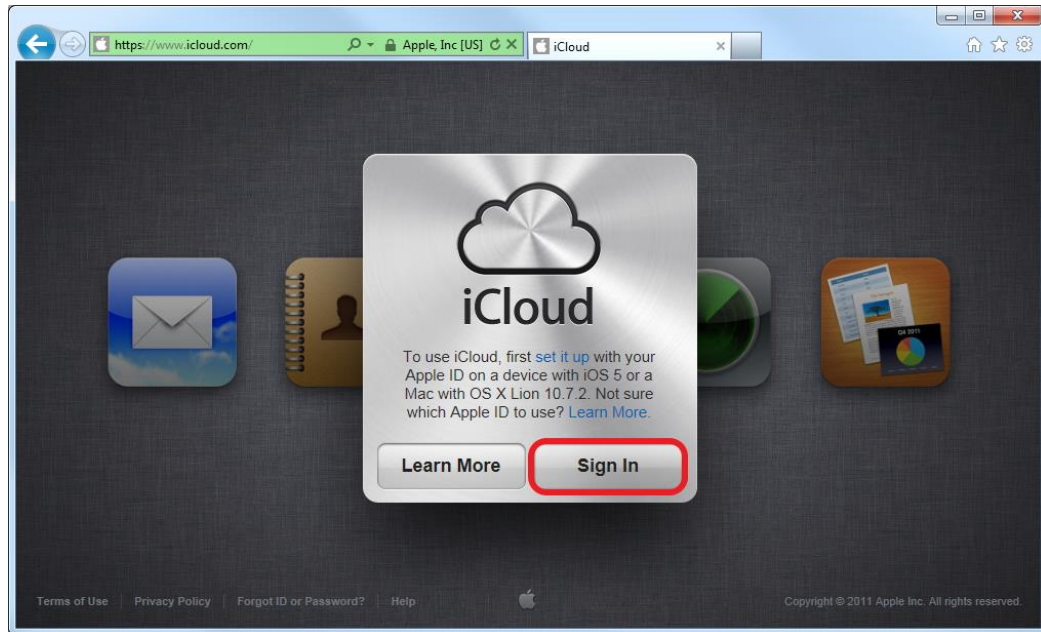 https://www.icloud.com/
Apple, Inc [US]
iCloud
iCloud
To use iCloud, first set it up with your
Apple ID on a device with iOS 5 or a
Mac with OS X Lion 10.7.2. Not sure
which Apple ID to use? Learn More.
Learn More
Sign In
Q4 2011
Terms of Use
Privacy Policy
Forgot ID or Password?
Help
Copyright © 2011 Apple Inc. All rights reserved.